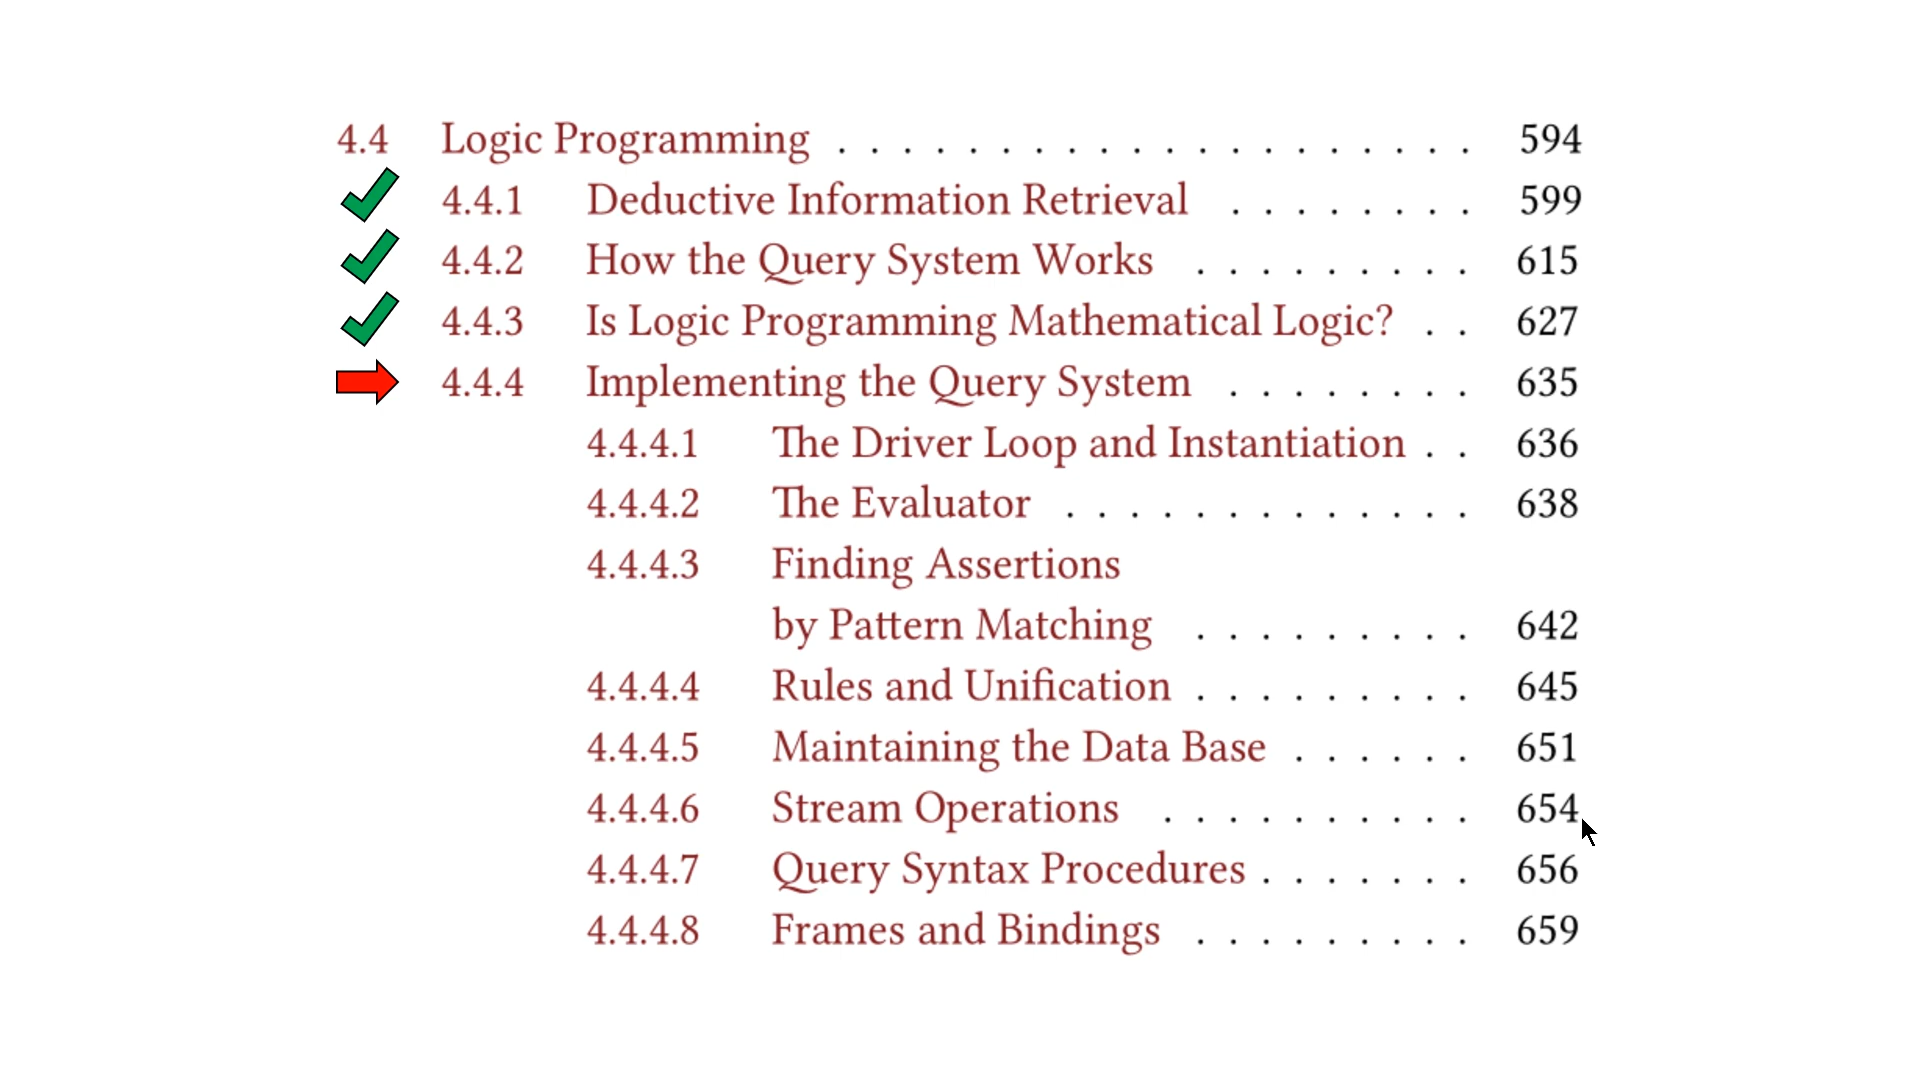 4.4 Logic Programming . . . . . . . . . . . . . . . . . . . . 594
4.4.1 Deductive Information Retrieval . . . . . . . . 599
4.4.2 How the Query System Works . . . . . . . . . 615
4.4.3 Is Logic Programming Mathematical Logic? . . 627
4.4.4 Implementing the Query System . . . . . . . . 635
4.4.4.1 The Driver Loop and Instantiation . . 636
4.4.4.2 The Evaluator . . . . . . . . . . . . . 638
4.4.4.3 Finding Assertions
by Pattern Matching . . . . . . . . . 642
4.4.4.4 Rules and Unification . . . . . . . . . 645
4.4.4.5 Maintaining the Data Base . . . . . . 651
4.4.4.6 Stream Operations . . . . . . . . . . 654
4.4.4.7 Query Syntax Procedures . . . . . . . 656
4.4.4.8 Frames and Bindings . . . . . . . . . 659